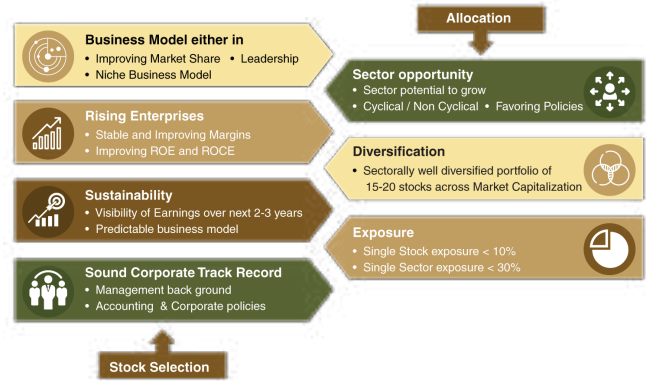 Allocation
Business Model either in
• Improving Market Share • Leadership
• Niche Business Model
Sector opportunity
• Sector potential to grow
• Cyclical / Non Cyclical • Favoring Policies
Rising Enterprises
• Stable and Improving Margins
• Improving ROE and ROCE
Diversification
• Sectorally well diversified portfolio of
15-20 stocks across Market Capitalization
Sustainability
• Visibility of Earnings over next 2-3 years
• Predictable business model
Exposure
• Single Stock exposure < 10%
• Single Sector exposure < 30%
Sound Corporate Track Record
• Management back ground
• Accounting & Corporate policies
Stock Selection